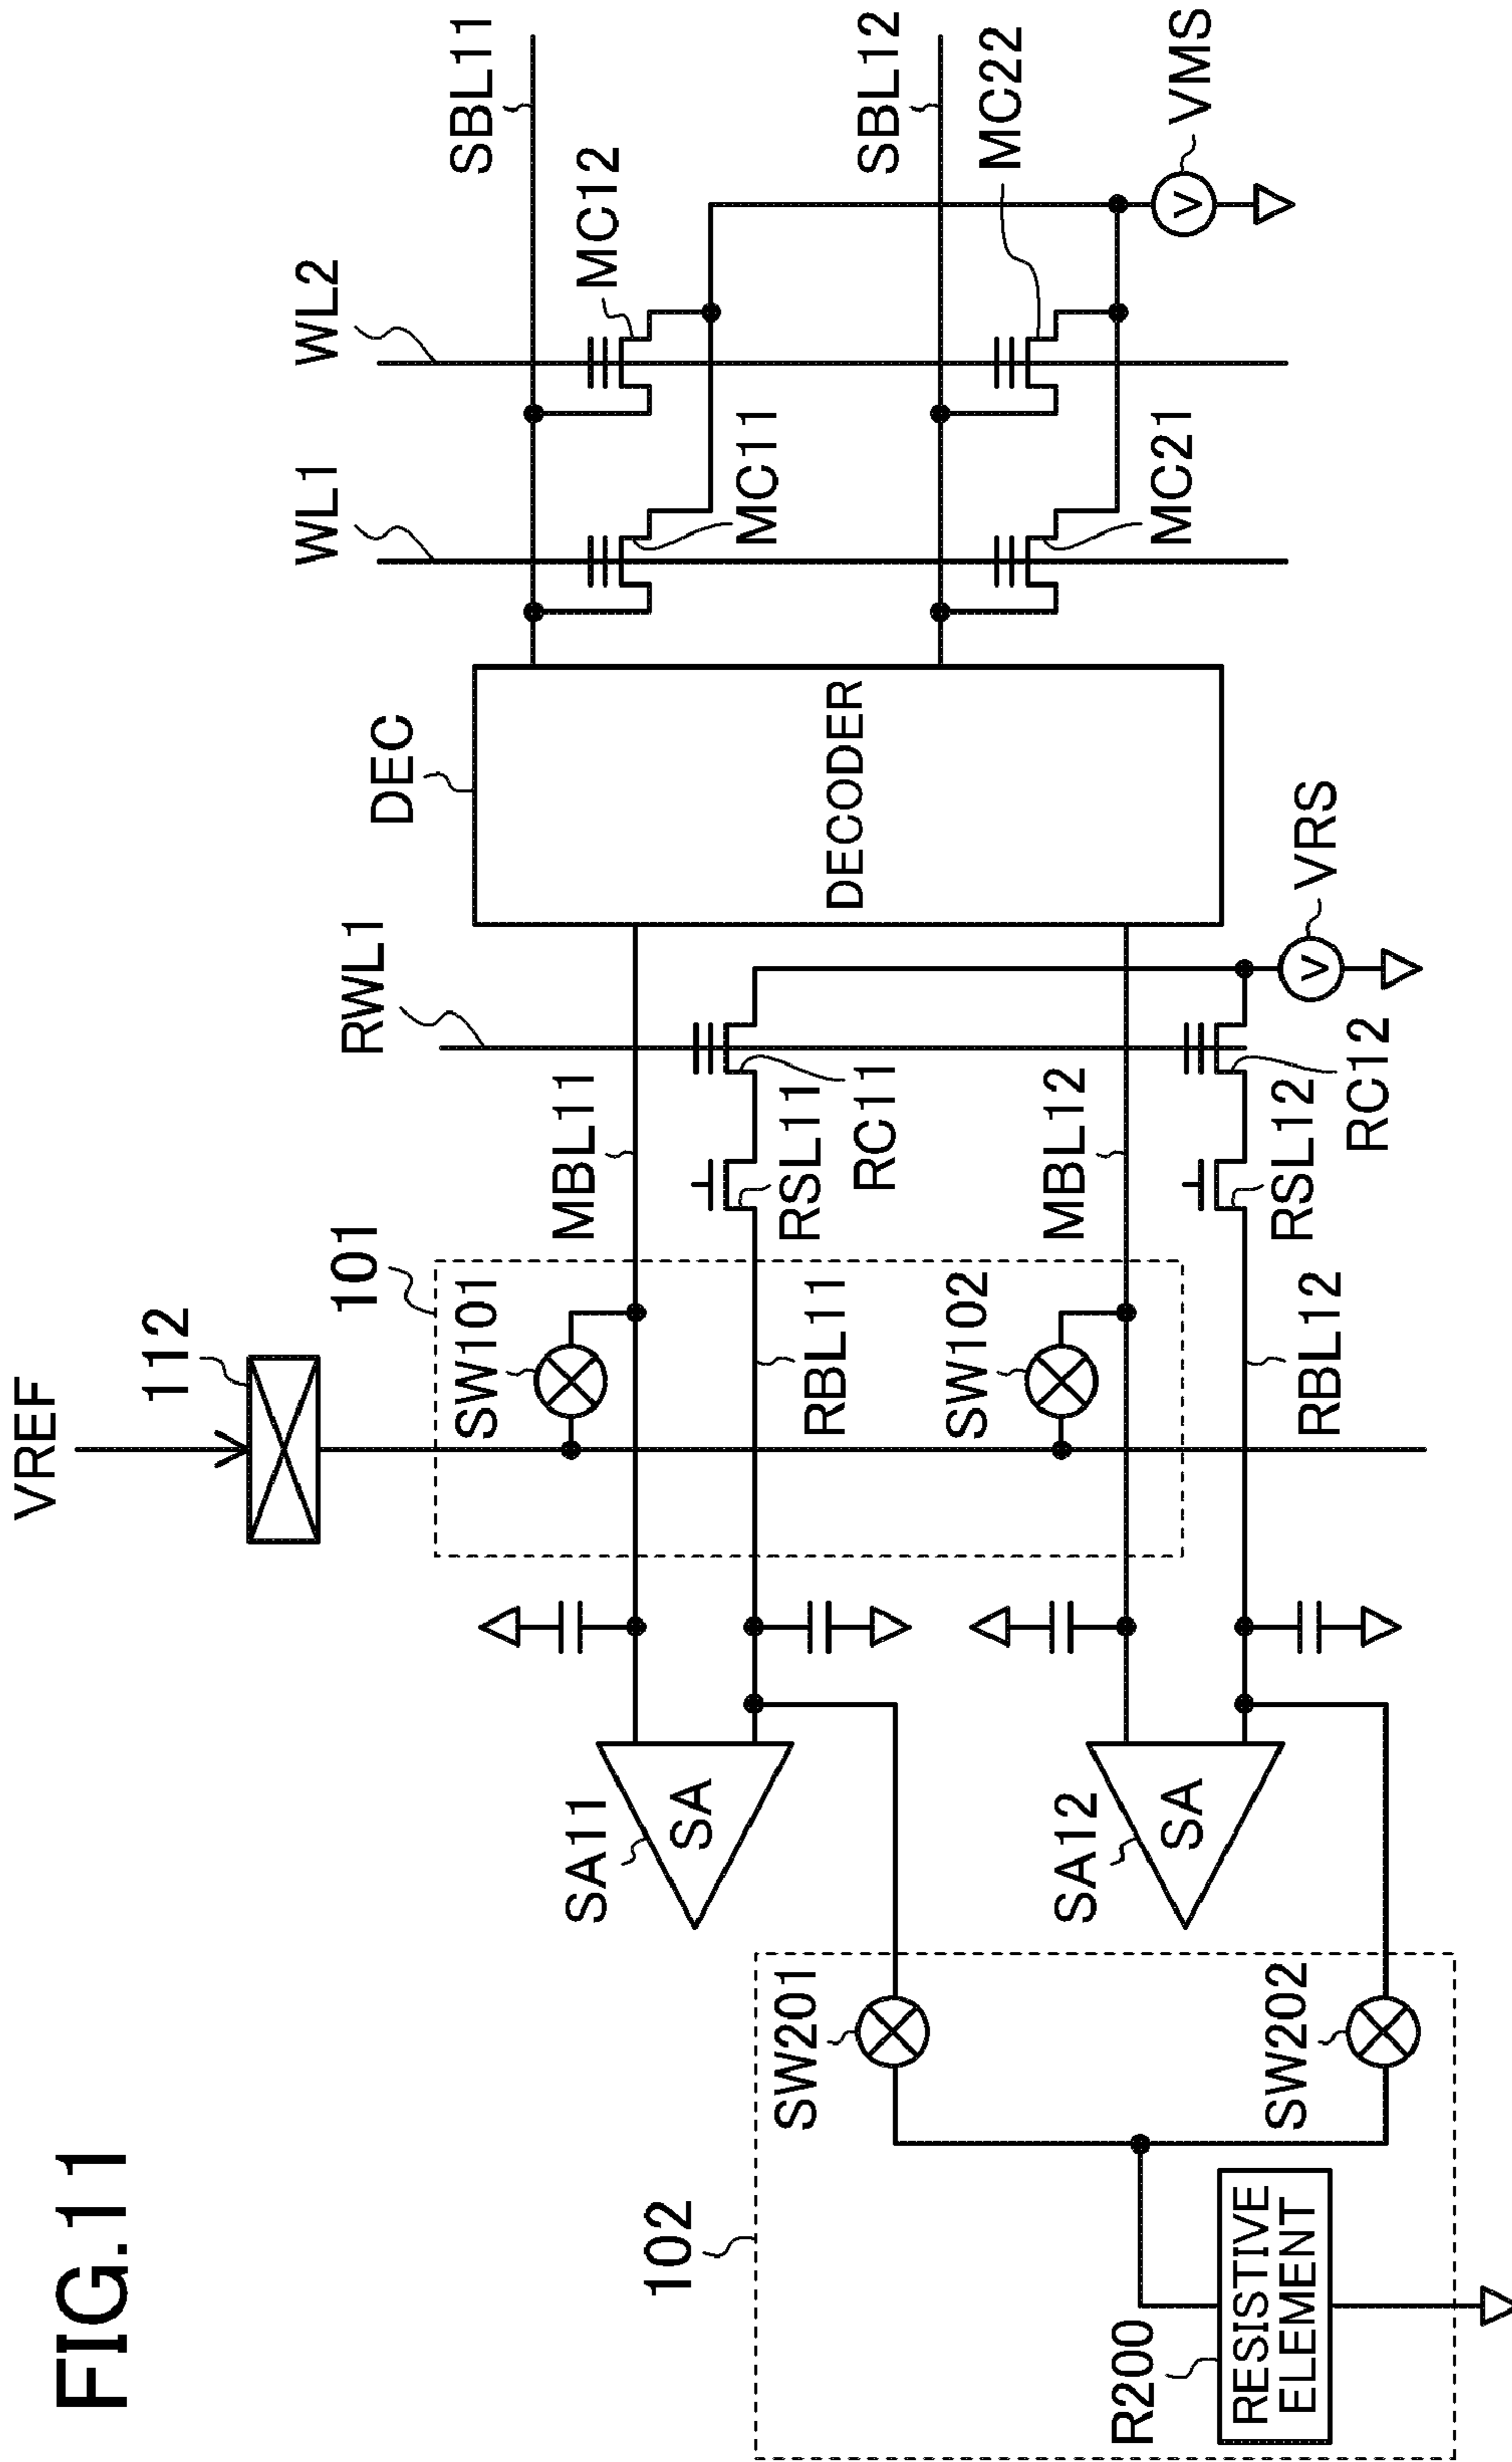 FIG.11
VREF
112
101
RWL1
DEC
WL1
WL2
SBL11
MC12
SW101
MBL11
SA11
SA
RBL11
RSL11
RC11
DECODER
MC11
SBL12
MC22
102
SW201
SA12
SA
SW102
MBL12
MC21
VMS
R200
RESISTIVE
ELEMENT
SW202
RBL12
RSL12
RC12
VRS
V
V